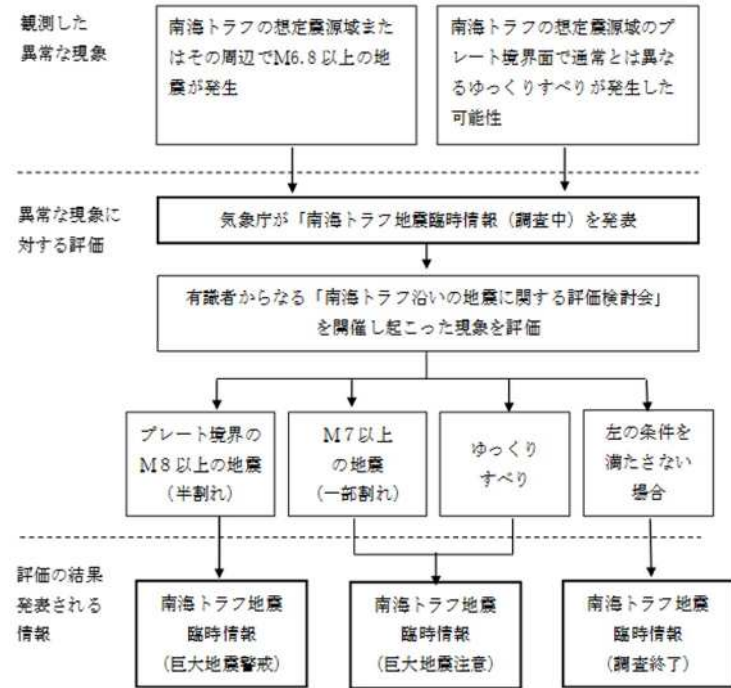 観測した
異常な現象
南海トラフの想定震源域また
はその周辺でM6.8以上の地
震が発生
南海トラフの想定震源域のプ
レート境界面で通常とは異な
るゆっくりすべりが発生した
可能性
異常な現象に
対する評価
気象庁が「南海トラフ地震臨時情報（調査中）を発表
有識者からなる「南海トラフ沿いの地震に関する評価検討会」
を開催し起こった現象を評価
プレート境界の
M８以上の地震
（半割れ）
M７以上
の地震
（一部割れ）
ゆっくり
すべり
左の条件を
満たさない
場合
評価の結果
発表される
情報
南海トラフ地震
臨時情報
（巨大地震警戒）
南海トラフ地震
臨時情報
（巨大地震注意）
南海トラフ地震
臨時情報
（調査終了）